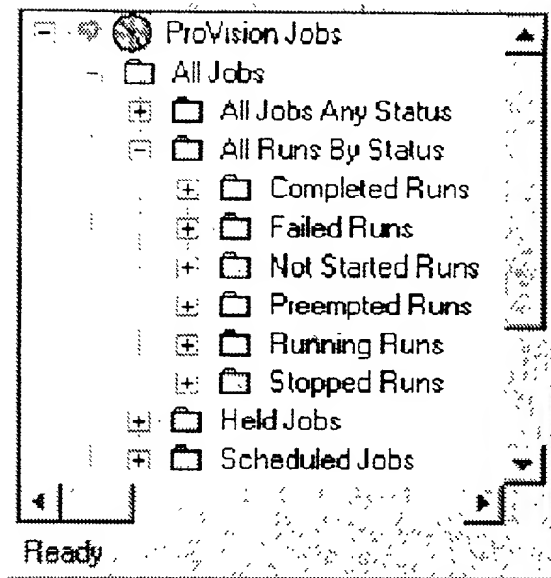 ProVision Jobs
All Jobs
All Jobs Any Status
All Runs By Status
Completed Runs
Failed Runs
Not Started Runs
Preempted Runs
Running Runs
Stopped Runs
Held Jobs
Scheduled Jobs
Ready